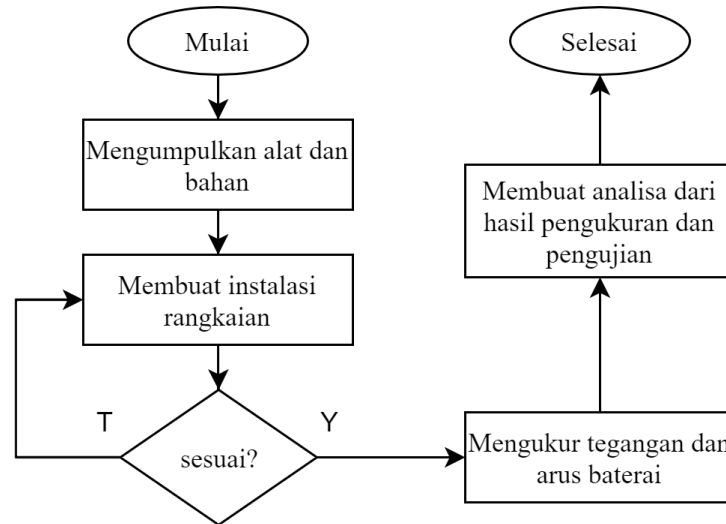 Mulai
Mengumpulkan alat dan
bahan
Membuat instalasi
rangkaian
T
sesuai?
Y
Mengukur tegangan dan
arus baterai
Membuat analisa dari
hasil pengukuran dan
pengujian
Selesai